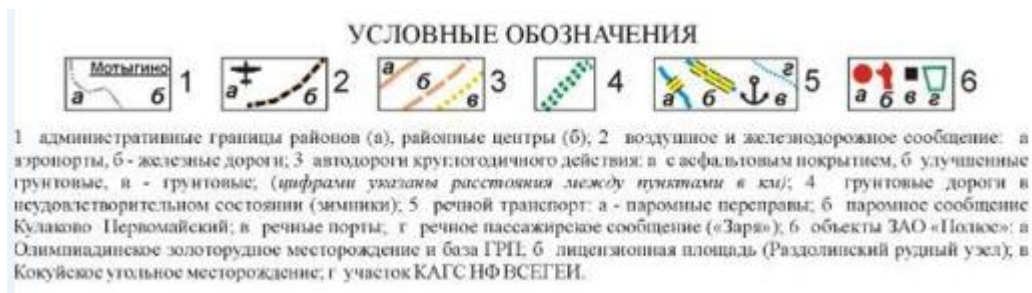 УСЛОВНЫЕ ОБОЗНАЧЕНИЯ
Мотыгино а б 1 а б 2 а б в 3 4 а б в г 5 а б в г 6
1 административные границы районов (а), районные центры (б); 2 воздушное и железнодорожное сообщение: а
аэропорты, б - железные дороги; 3 автодороги круглогодичного действия: а с асфальтовым покрытием, б улучшенные
грунтовые, в - грунтовые; (цифрами указаны расстояния между пунктами в км); 4 грунтовые дороги в
неудовлетворительном состоянии (зимники); 5 речной транспорт: а - паромные переправы; б паромное сообщение
Кулаково Первомайский; в речные порты; г речное пассажирское сообщение («Заря»); 6 объекты ЗАО «Полюс»: а
Олимпиадинское золоторудное месторождение и база ГРП; б лицензионная площадь (Раздолинский рудный узел); в
Кокуйское угольное месторождение; г участок КАГС НФ ВСЕГЕИ.